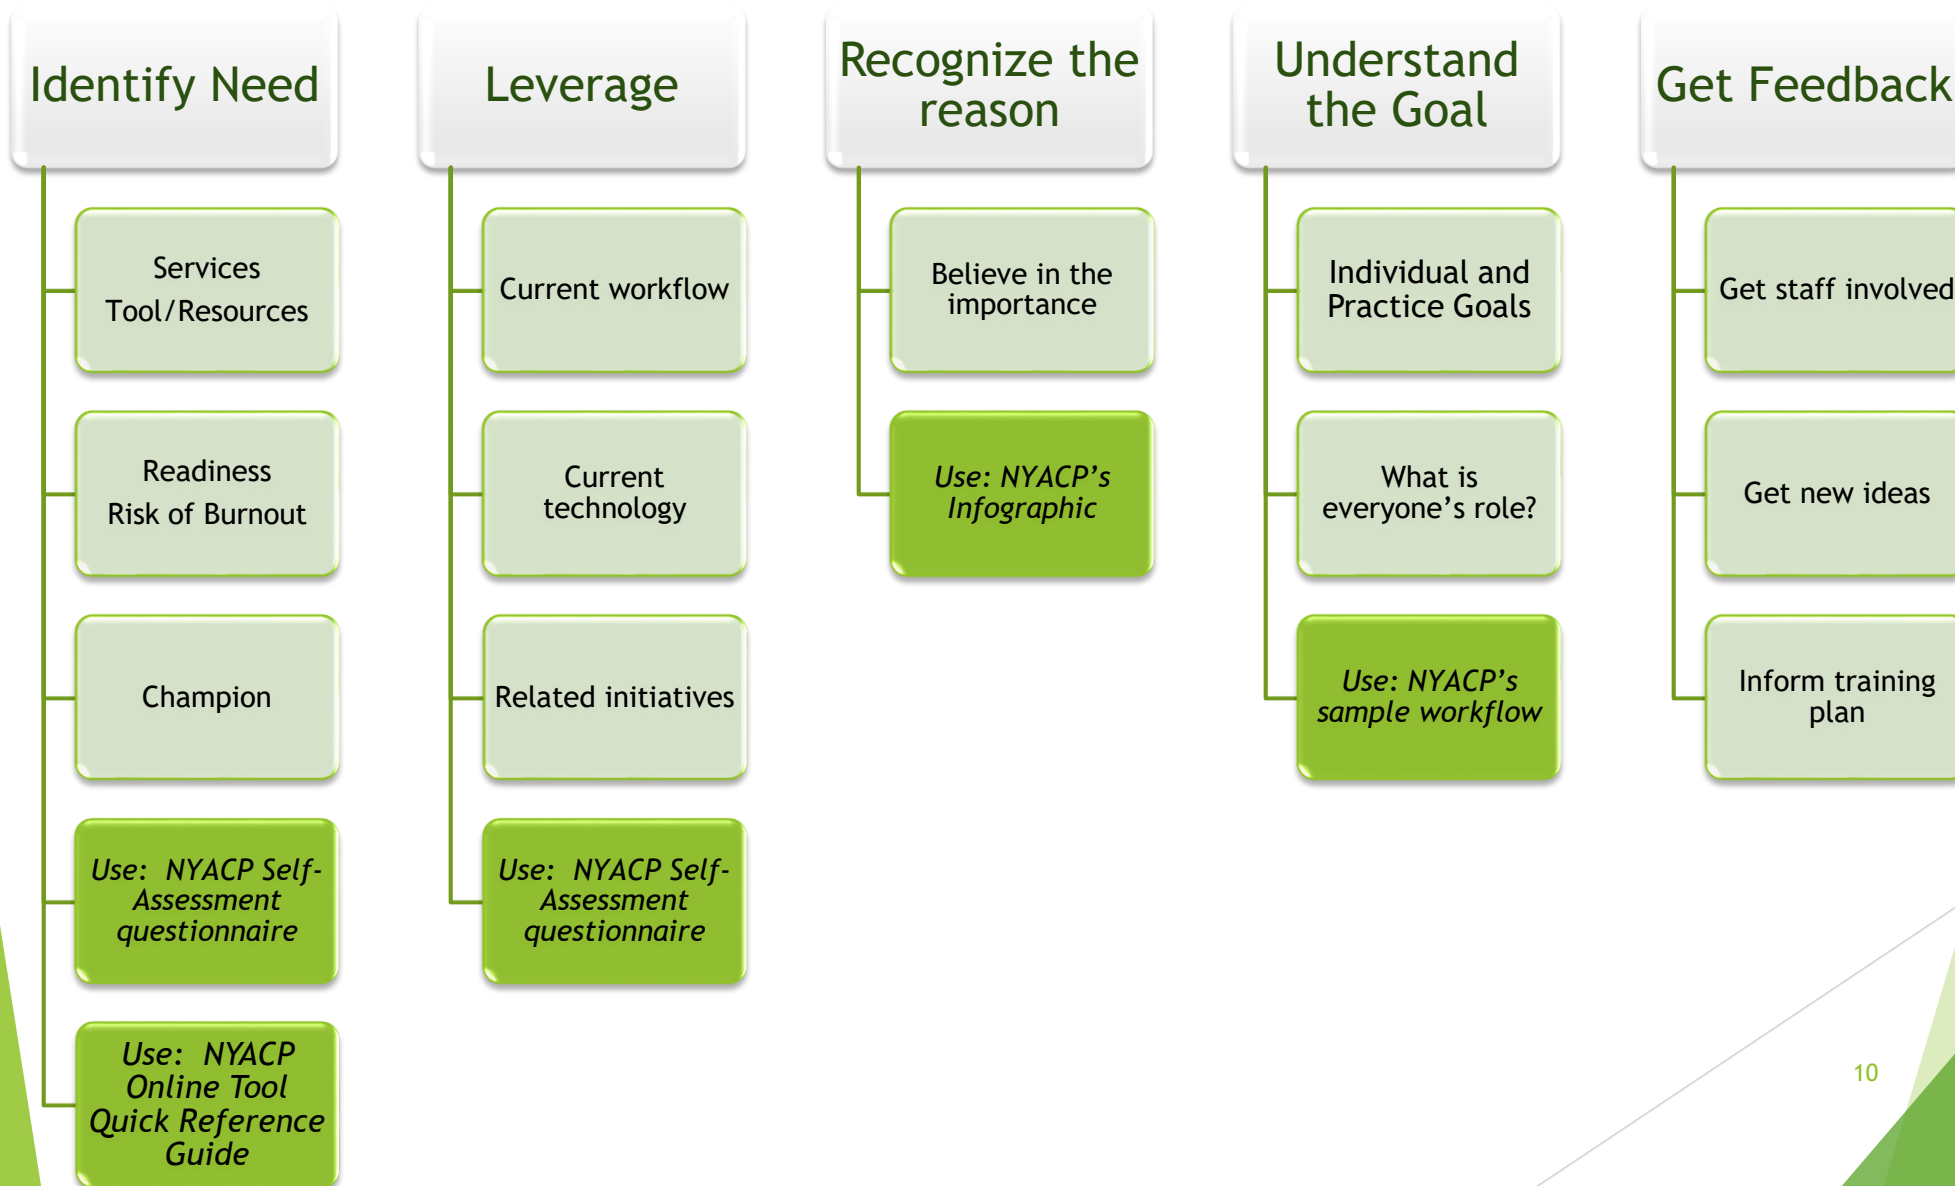 Identify Need
Services
Tool/Resources
Readiness
Risk of Burnout
Champion
Use:  NYACP Self-
Assessment
questionnaire
Use:  NYACP
Online Tool
Quick Reference
Guide
Leverage
Current workflow
Current
technology
Related initiatives
Use:  NYACP Self-
Assessment
questionnaire
Recognize the
reason
Believe in the
importance
Use: NYACP’s
Infographic
Understand
the Goal
Individual and
Practice Goals
What is
everyone’s role?
Use: NYACP’s
sample workflow
Get Feedback
Get staff involved
Get new ideas
Inform training
plan
10